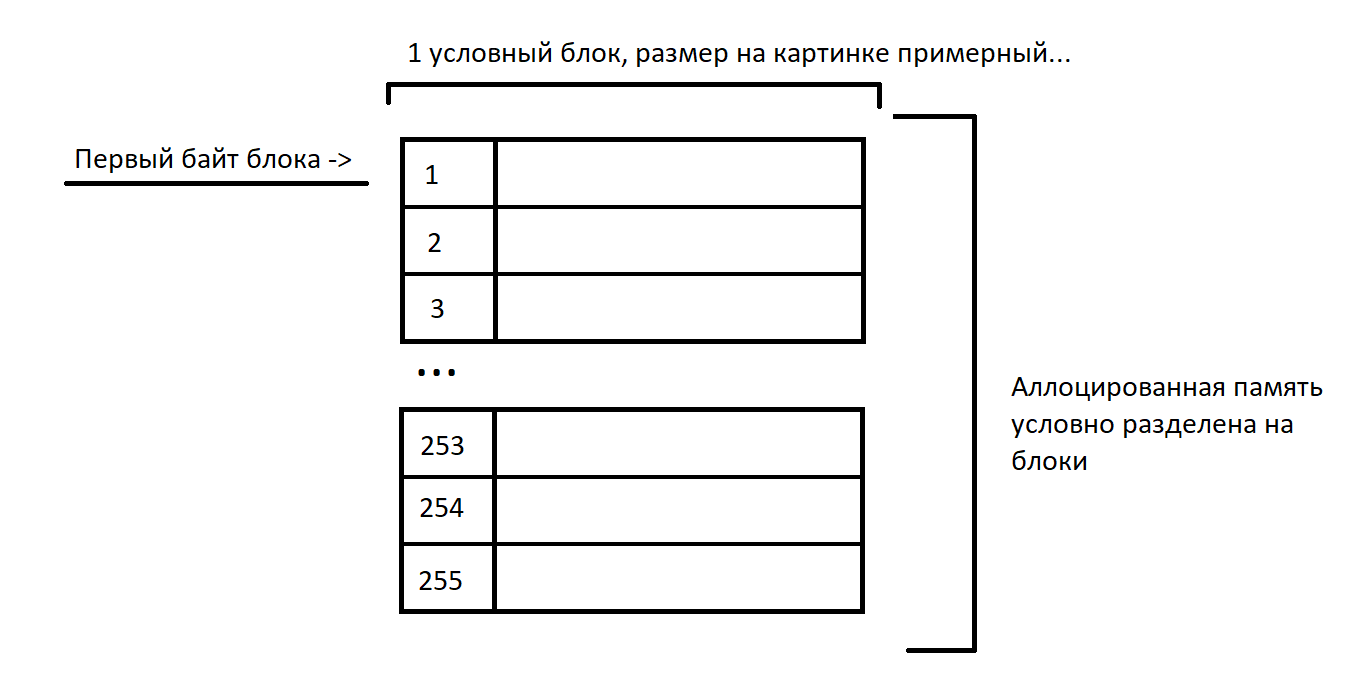 1 условный блок, размер на картинке примерный...
Первый байт блока ->
1
2
3
...
253
254
255
Аллоцированная память
условно разделена на
блоки